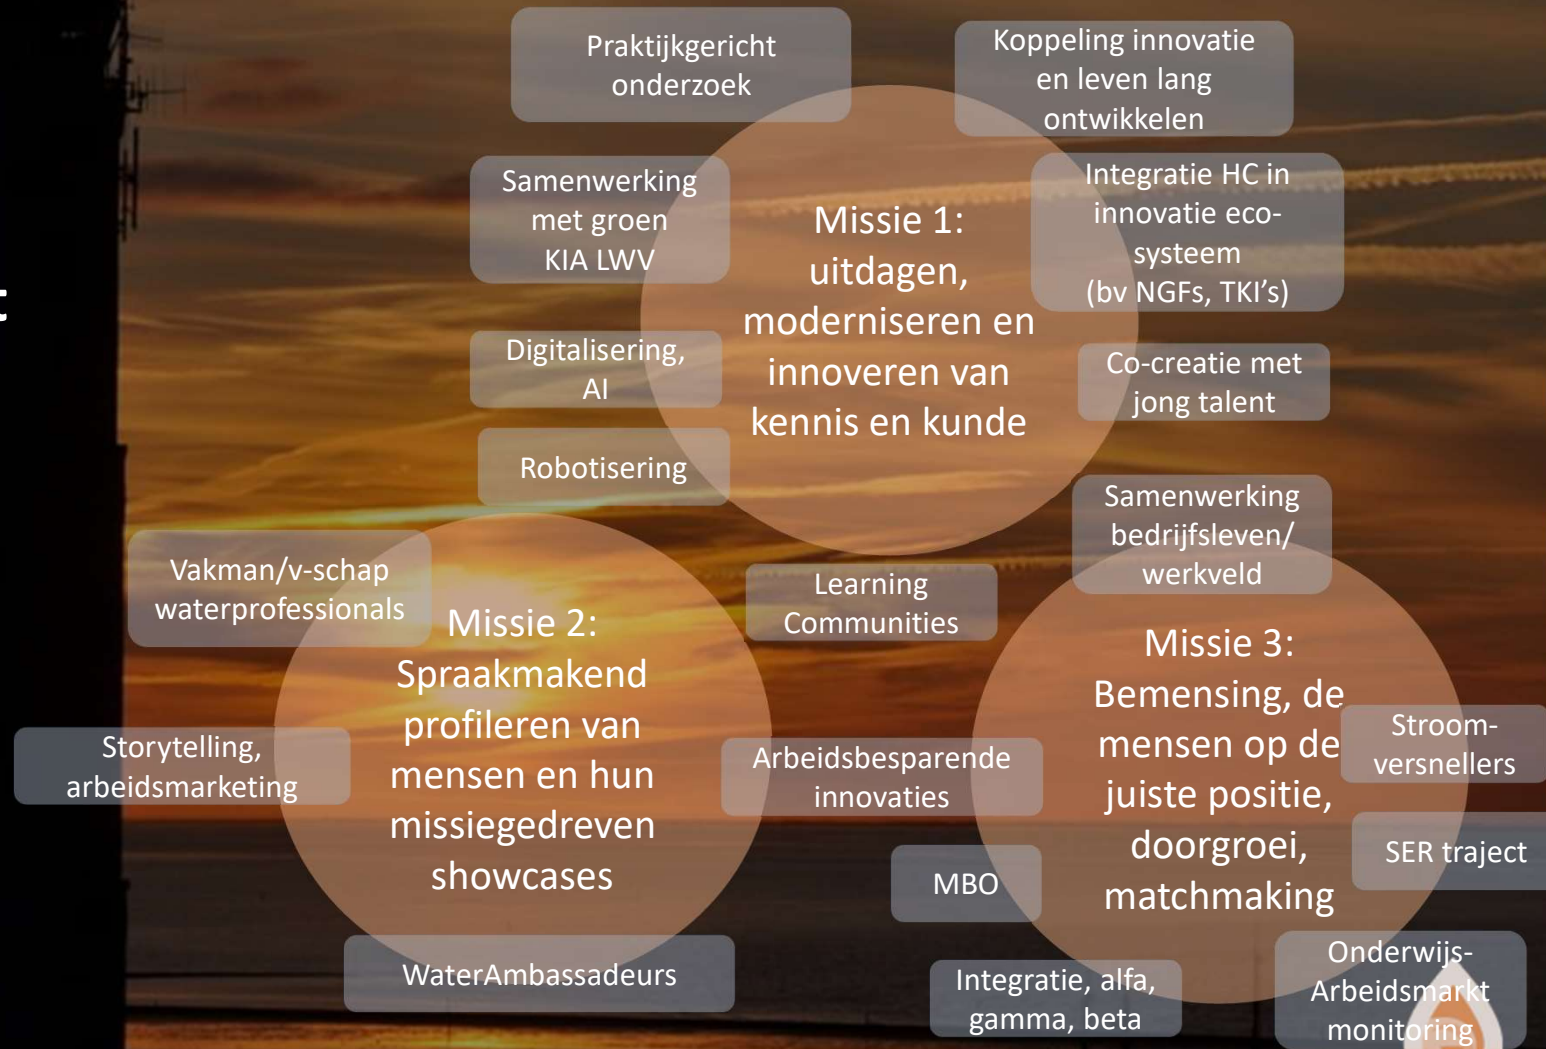 Praktijkgericht
onderzoek
Koppeling innovatie
en leven lang
ontwikkelen
Samenwerking
met groen
KIA LWV
Missie 1:
uitdagen,
moderniseren en
innoveren van
kennis en kunde
Integratie HC in
innovatie eco-
systeem
(bv NGFs, TKI's)
t
Digitalisering,
AI
Co-creatie met
jong talent
Robotisering
Samenwerking
bedrijfsleven/
werkveld
Vakman/v-schap
waterprofessionals
Learning
Communities
Missie 2:
Spraakmakend
profileren van
mensen en hun
missiegedreven
showcases
Missie 3:
Bemensing, de
mensen op de
juiste positie,
doorgroei,
matchmaking
Storytelling,
arbeidsmarketing
Arbeidsbesparende
innovaties
Stroom-
versnellers
MBO
SER traject
WaterAmbassadeurs
Integratie, alfa,
gamma, beta
Onderwijs-
Arbeidsmarkt
monitoring